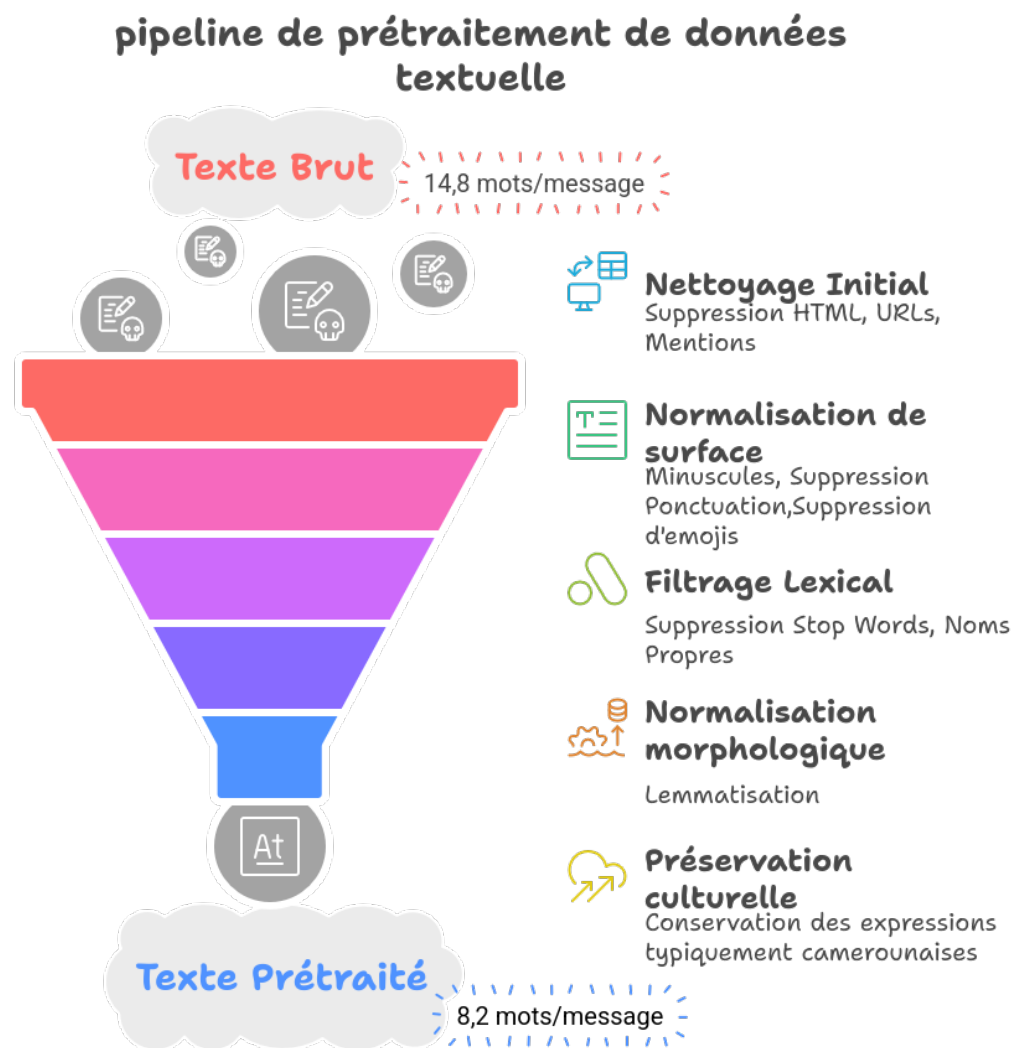 pipeline de prétraitement de données
textuelle
Texte Brut
14,8 mots/message
Nettoyage Initial
Suppression HTML, URLs,
Mentions
Normalisation de
surface
Minuscules, Suppression
Ponctuation,Suppression
d'emojis
Filtrage Lexical
Suppression Stop Words, Noms
Propres
Normalisation
morphologique
Lemmatisation
At
Préservation
culturelle
Conservation des expressions
typiquement camerounaises
Texte Prétraité
8,2 mots/message